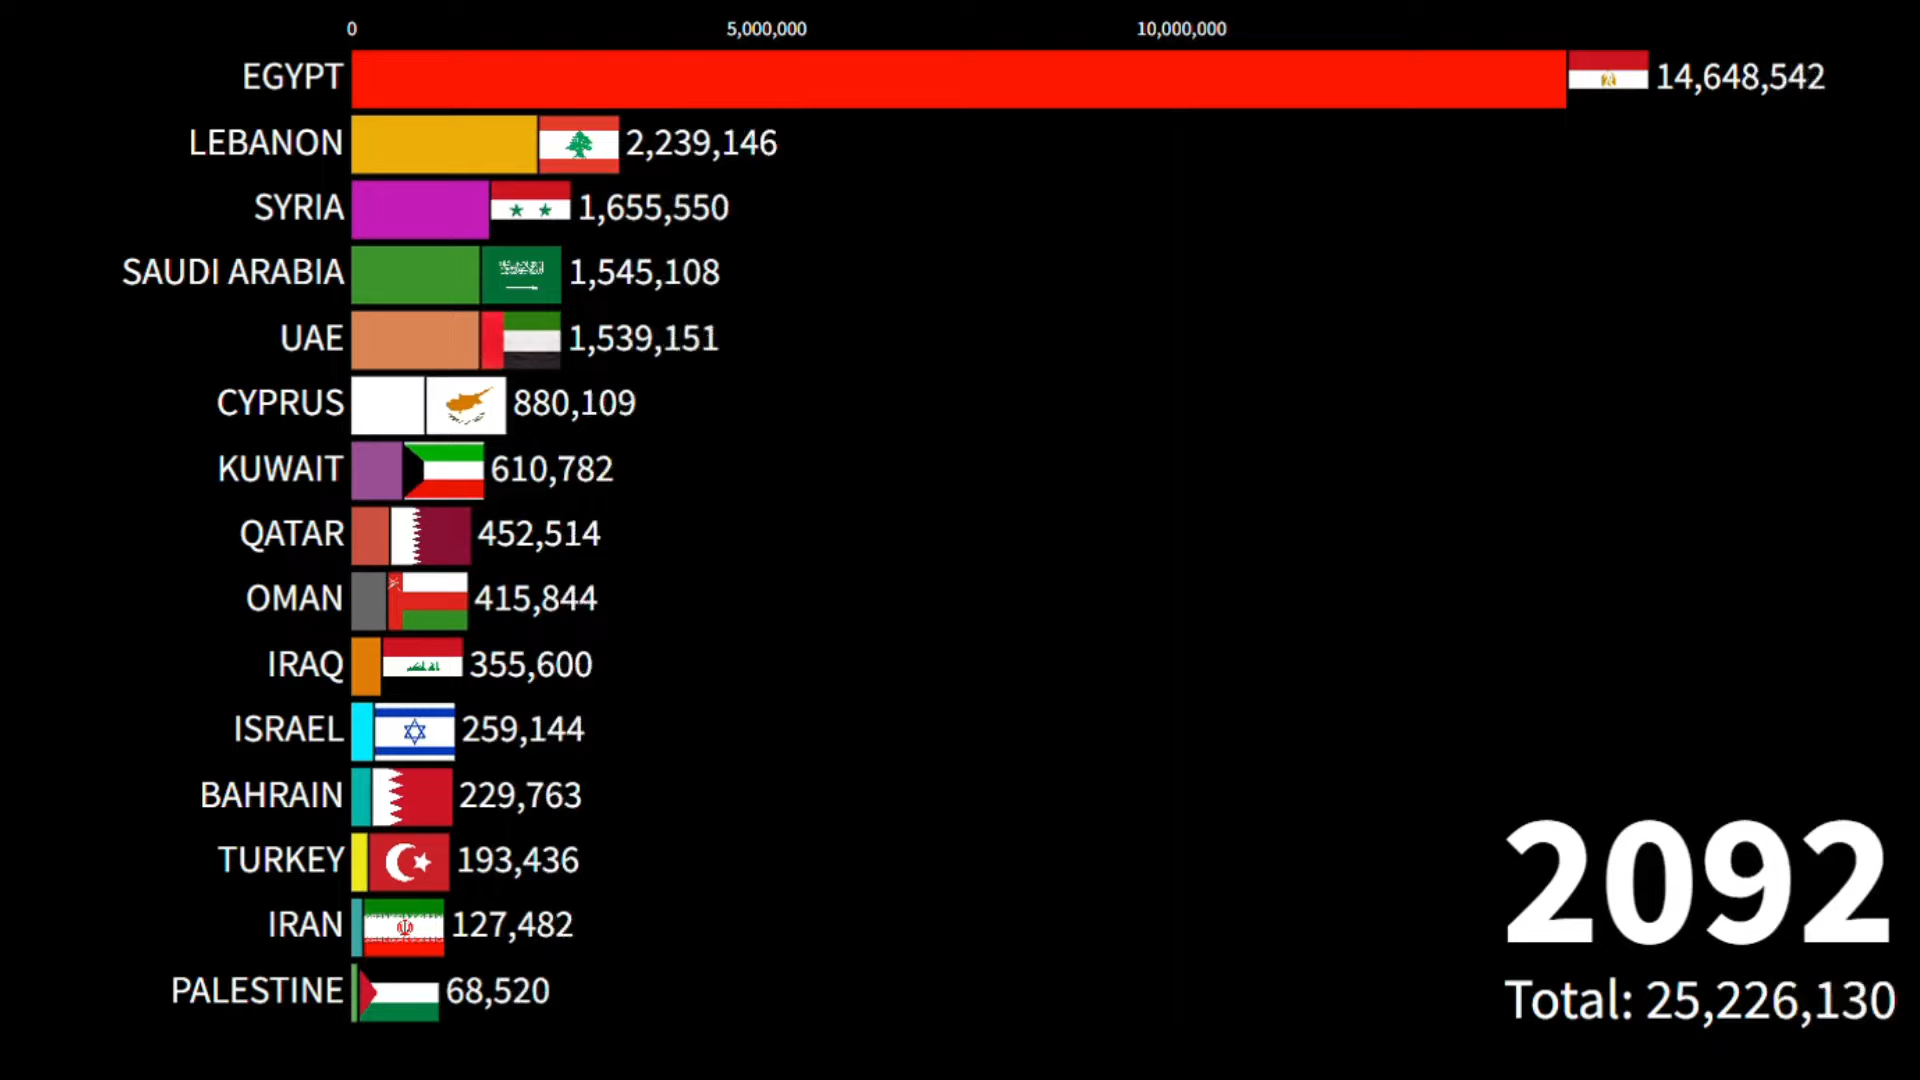 0 5,000,000 10,000,000
EGYPT 14,648,542
LEBANON 2,239,146
SYRIA 1,655,550
SAUDI ARABIA 1,545,108
UAE 1,539,151
CYPRUS 880,109
KUWAIT 610,782
QATAR 452,514
OMAN 415,844
IRAQ 355,600
ISRAEL 259,144
BAHRAIN 229,763
TURKEY 193,436
IRAN 127,482
PALESTINE 68,520
2092
Total: 25,226,130